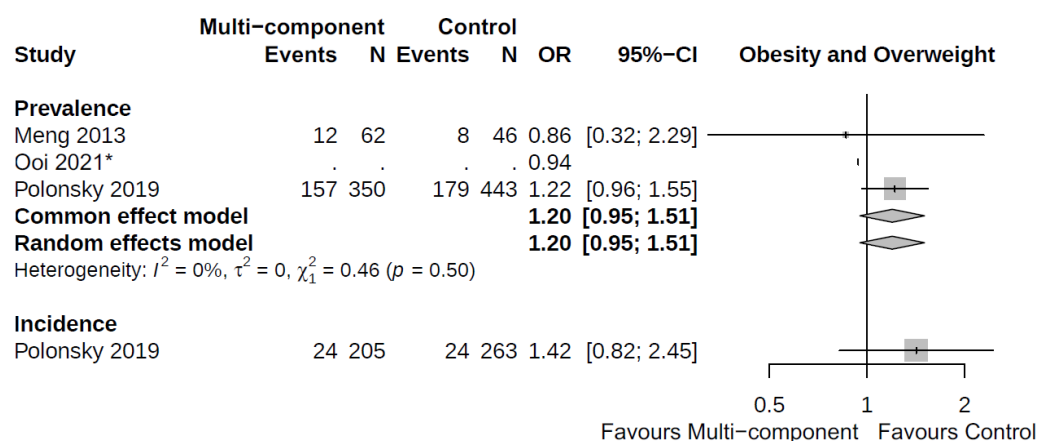 Multi−component Control
Study Events N Events N OR 95%−CI Obesity and Overweight
Prevalence
Meng 2013 12 62 8 46 0.86 [0.32; 2.29]
Ooi 2021* . . . . 0.94
Polonsky 2019 157 350 179 443 1.22 [0.96; 1.55]
Common effect model 1.20 [0.95; 1.51]
Random effects model 1.20 [0.95; 1.51]
Heterogeneity: I² = 0%, τ² = 0, χ²₁ = 0.46 (p = 0.50)
Incidence
Polonsky 2019 24 205 24 263 1.42 [0.82; 2.45]
0.5 1 2
Favours Multi−component Favours Control